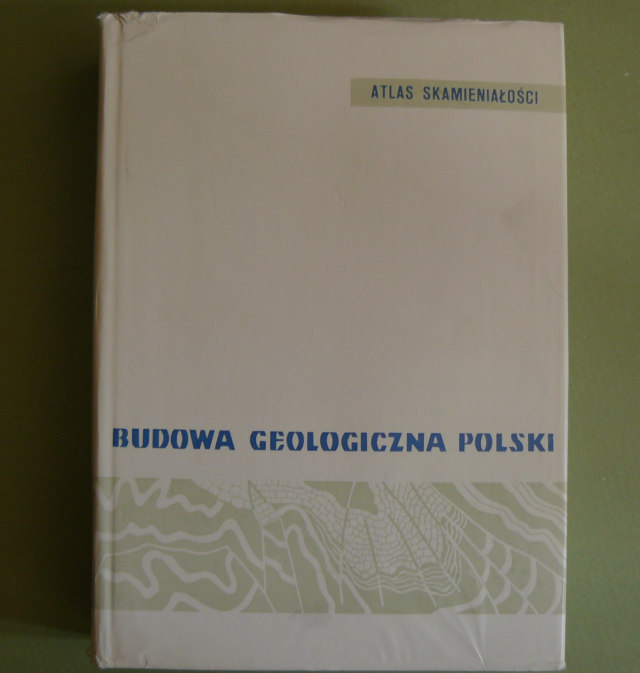 ATLAS SKAMIENIAŁOŚCI
BUDOWA GEOLOGICZNA POLSKI